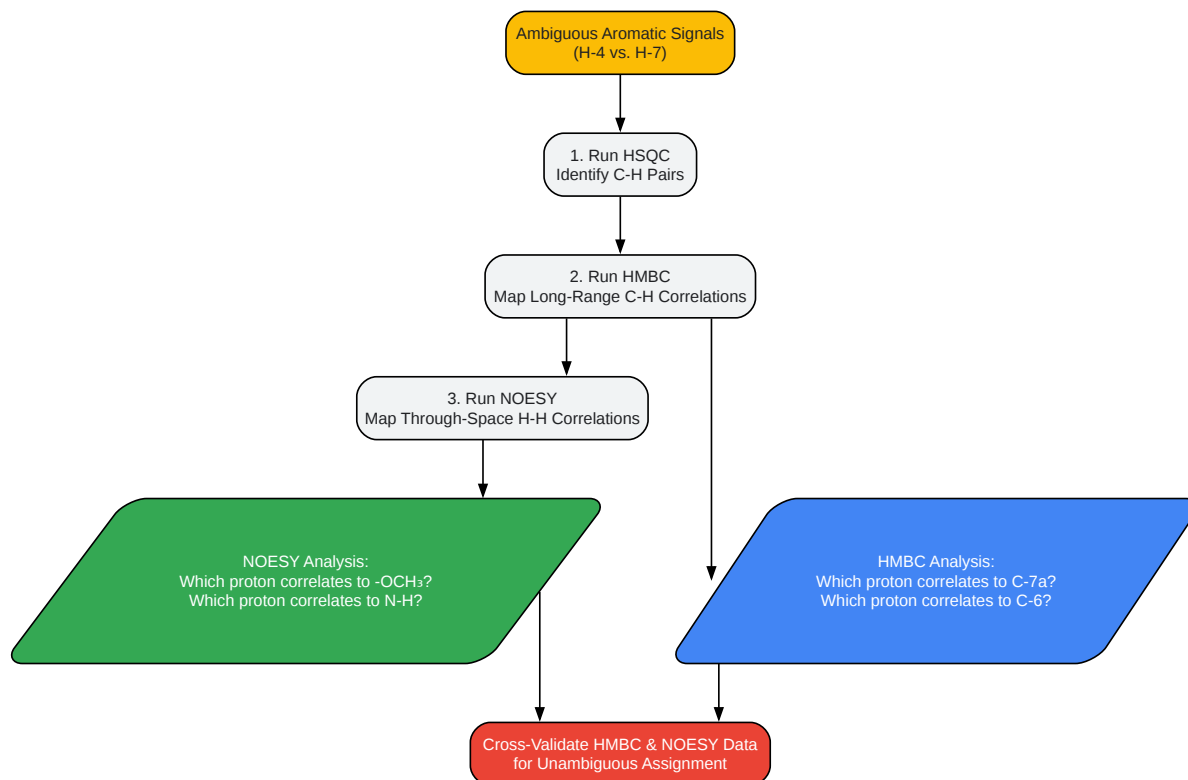 Ambiguous Aromatic Signals
(H-4 vs. H-7)
1. Run HSQC
Identify C-H Pairs
2. Run HMBC
Map Long-Range C-H Correlations
3. Run NOESY
Map Through-Space H-H Correlations
NOESY Analysis:
Which proton correlates to -OCH₃?
Which proton correlates to N-H?
HMBC Analysis:
Which proton correlates to C-7a?
Which proton correlates to C-6?
Cross-Validate HMBC & NOESY Data
for Unambiguous Assignment